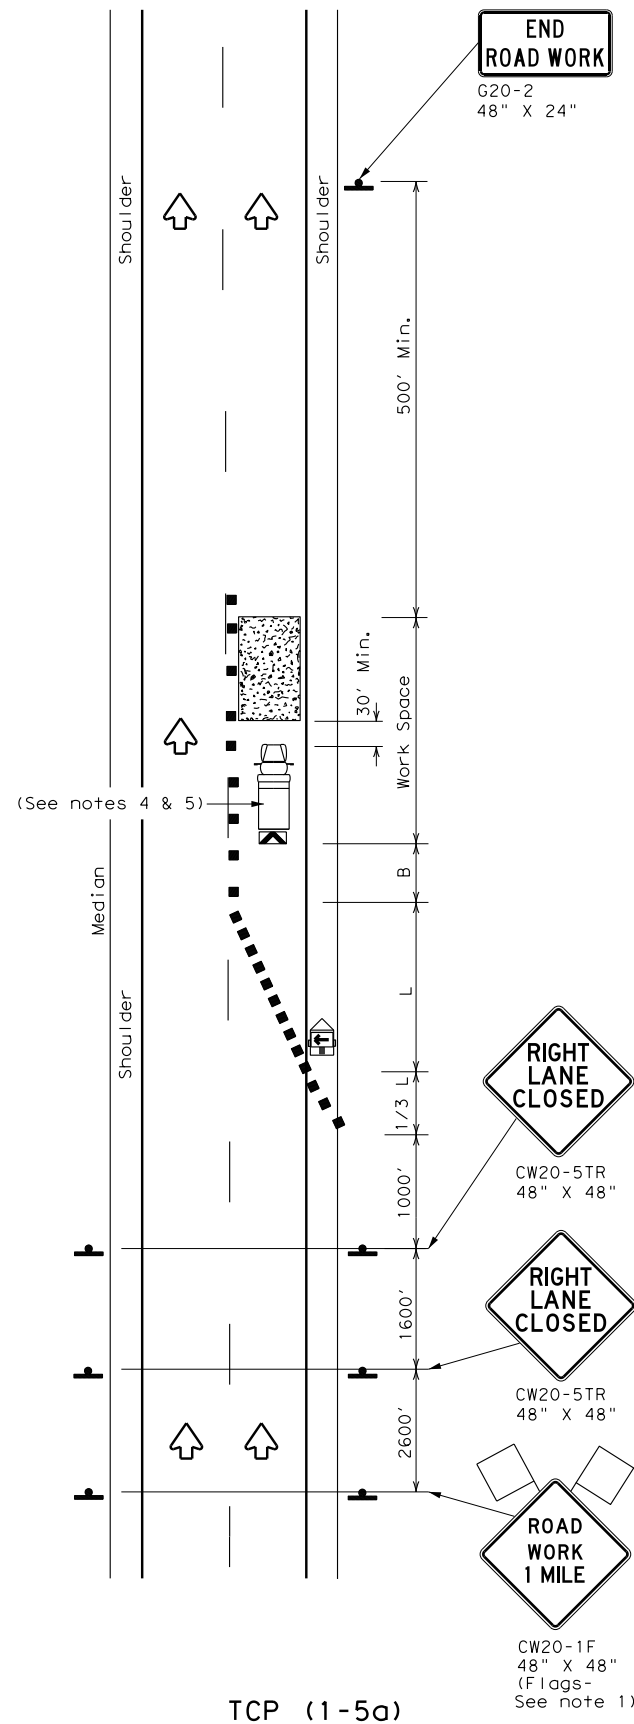 END
ROAD WORK
G20-2
48" X 24"
Shoulder
Shoulder
500' Min.
30' Min.
Work Space
(See notes 4 & 5)
B
Median
L
Shoulder
1/3 L
RIGHT
LANE
CLOSED
CW20-5TR
48" X 48"
1000'
RIGHT
LANE
CLOSED
1600'
CW20-5TR
48" X 48"
2600'
ROAD
WORK
1 MILE
CW20-1F
48" X 48"
(Flags-
See note 1)
TCP (1-5a)